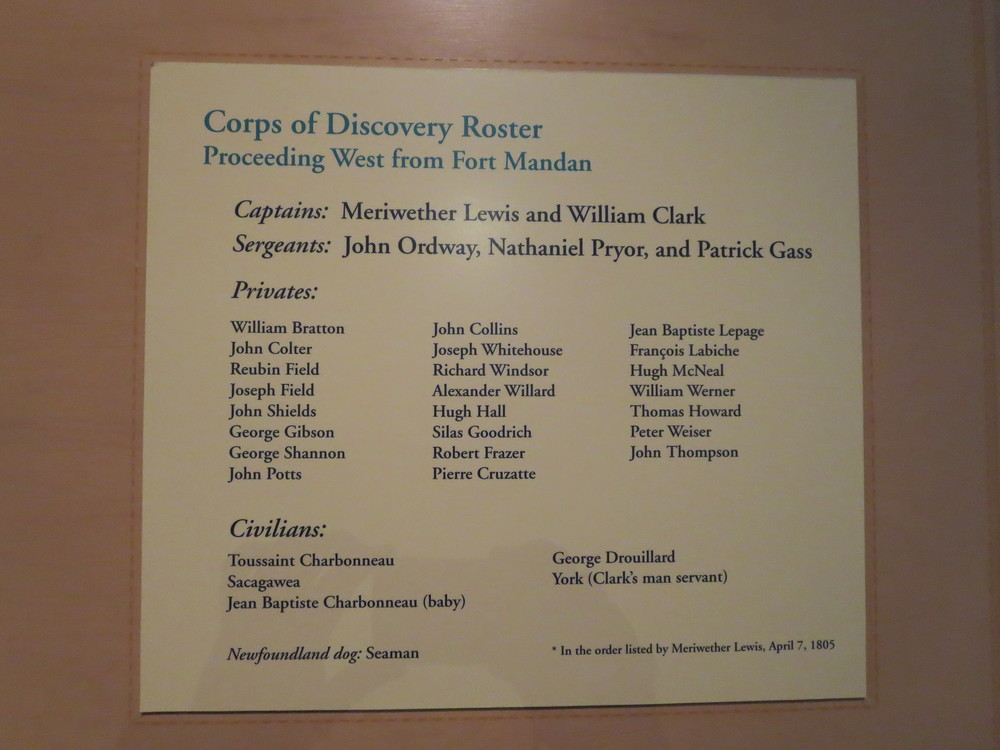 Corps of Discovery Roster
Proceeding West from Fort Mandan
Captains: Meriwether Lewis and William Clark
Sergeants: John Ordway, Nathaniel Pryor, and Patrick Gass
Privates:
William Bratton
John Colter
Reubin Field
Joseph Field
John Shields
George Gibson
George Shannon
John Potts
John Collins
Joseph Whitehouse
Richard Windsor
Alexander Willard
Hugh Hall
Silas Goodrich
Robert Frazer
Pierre Cruzatte
Jean Baptiste Lepage
François Labiche
Hugh McNeal
William Werner
Thomas Howard
Peter Weiser
John Thompson
Civilians:
Toussaint Charbonneau
Sacagawea
Jean Baptiste Charbonneau (baby)
George Drouillard
York (Clark's man servant)
Newfoundland dog: Seaman
* In the order listed by Meriwether Lewis, April 7, 1805